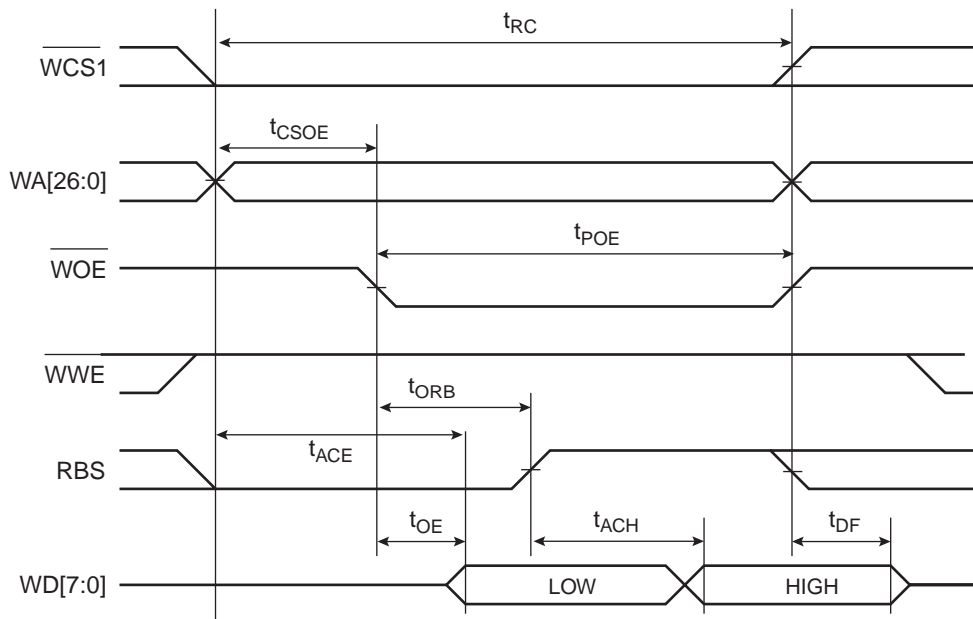 tRC
WCS1
tCSOE
WA[26:0]
tPOE
WOE
WWE
tORB
tACE
RBS
tOE
tACH
tDF
WD[7:0]
LOW
HIGH